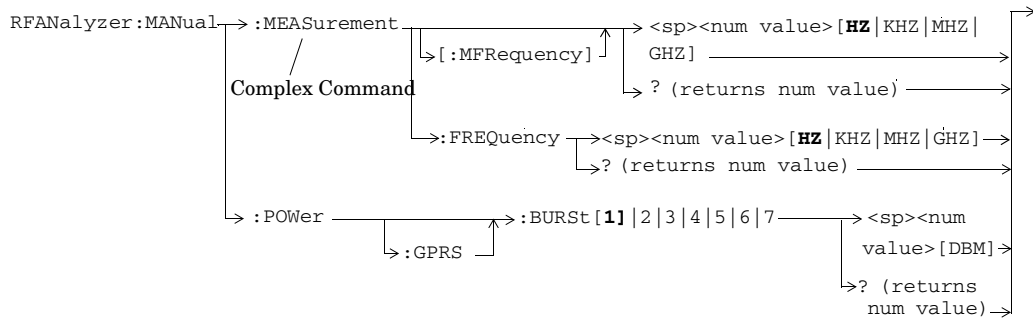 RFANalyzer:MANual :MEASurement <sp><num value>[HZ|KHZ|MHZ|
[:MFRequency] GHZ]
Complex Command ? (returns num value)
:FREQuency <sp><num value>[HZ|KHZ|MHZ|GHZ]
? (returns num value)
:POWer :BURSt[1]|2|3|4|5|6|7 <sp><num
:GPRS value>[DBM]
? (returns
num value)